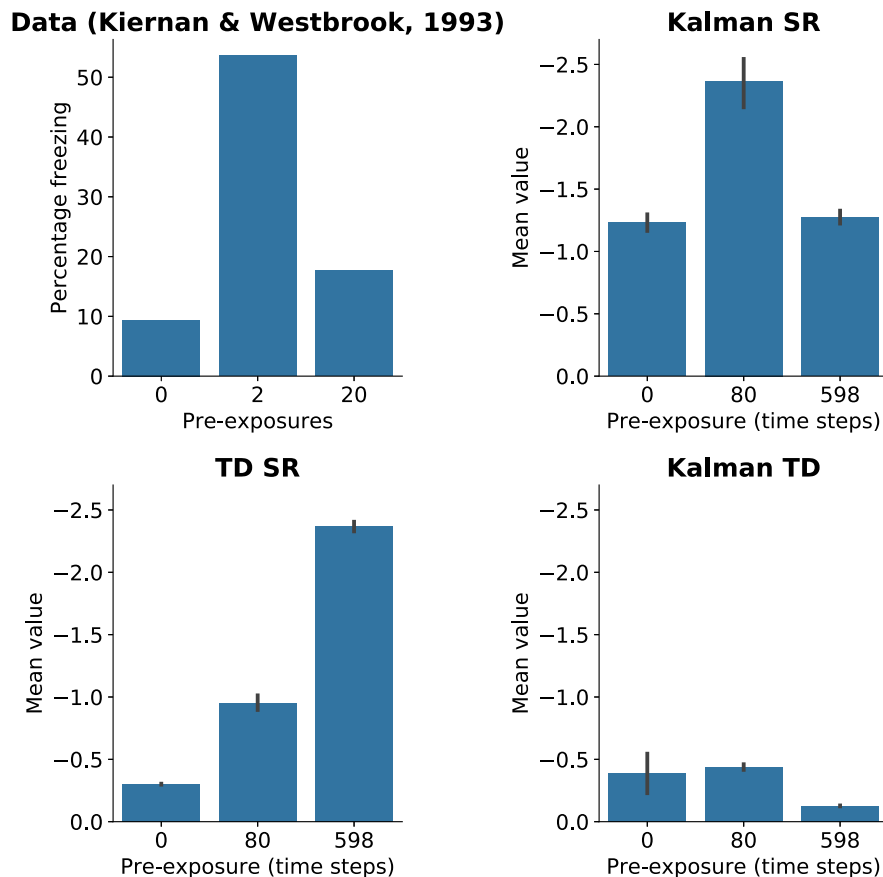 Data (Kiernan & Westbrook, 1993)
Percentage freezing
50
40
30
20
10
0
0 2 20
Pre-exposures
Kalman SR
Mean value
−2.5
−2.0
−1.5
−1.0
−0.5
0.0
0 80 598
Pre-exposure (time steps)
TD SR
Mean value
−2.5
−2.0
−1.5
−1.0
−0.5
0.0
0 80 598
Pre-exposure (time steps)
Kalman TD
Mean value
−2.5
−2.0
−1.5
−1.0
−0.5
0.0
0 80 598
Pre-exposure (time steps)